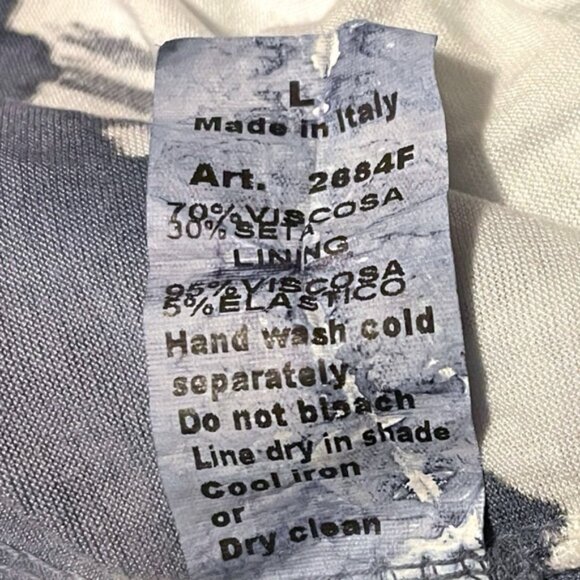 L
Made in Italy
Art. 2684F
70%VISCOSA
30%SETA
LINING
95%VISCOSA
5%ELASTICO
Hand wash cold
separately
Do not bleach
Line dry in shade
Cool iron
or
Dry clean